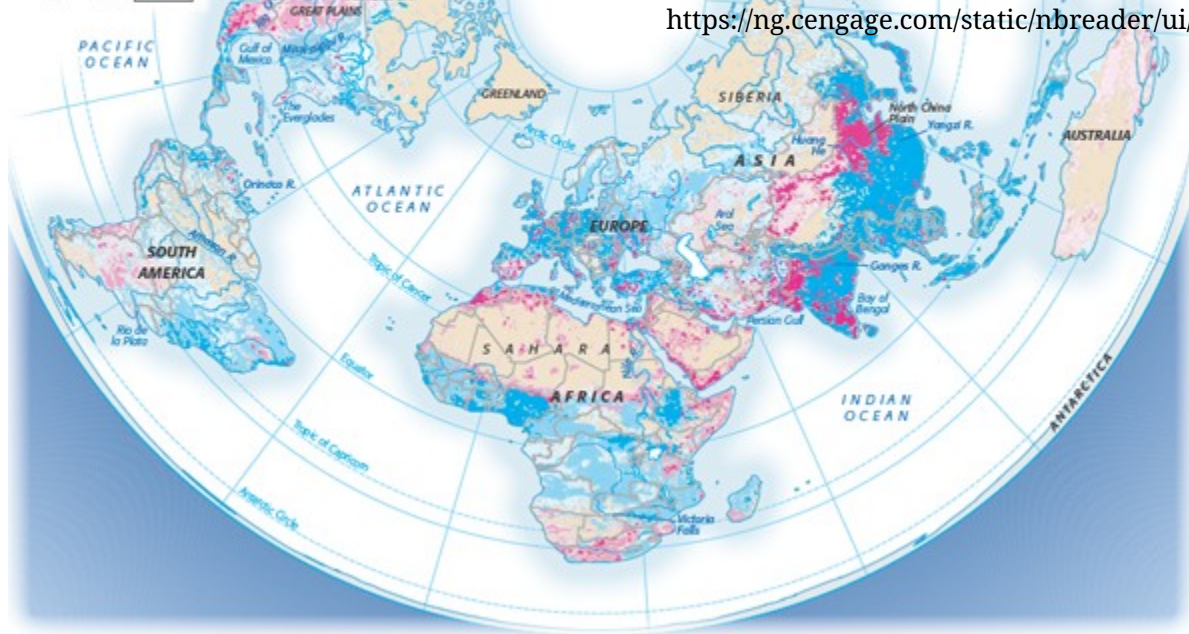 https://ng.cengage.com/static/nbreader/ui/
GREAT PLAINS
PACIFIC
OCEAN
Gulf of
Mexico
The
Everglades
GREENLAND
Arctic Circle
SIBERIA
North China
Plain
Yangzi R.
Huang
He
ASIA
AUSTRALIA
Orinoco R.
ATLANTIC
OCEAN
EUROPE
Aral
Sea
Amazon R.
SOUTH
AMERICA
Tropic of Cancer
Ganges R.
Mediterranean Sea
Persian Gulf
Bay of
Bengal
Rio de
la Plata
SAHARA
Equator
AFRICA
INDIAN
OCEAN
ANTARCTICA
Tropic of Capricorn
Antarctic Circle
Victoria
Falls